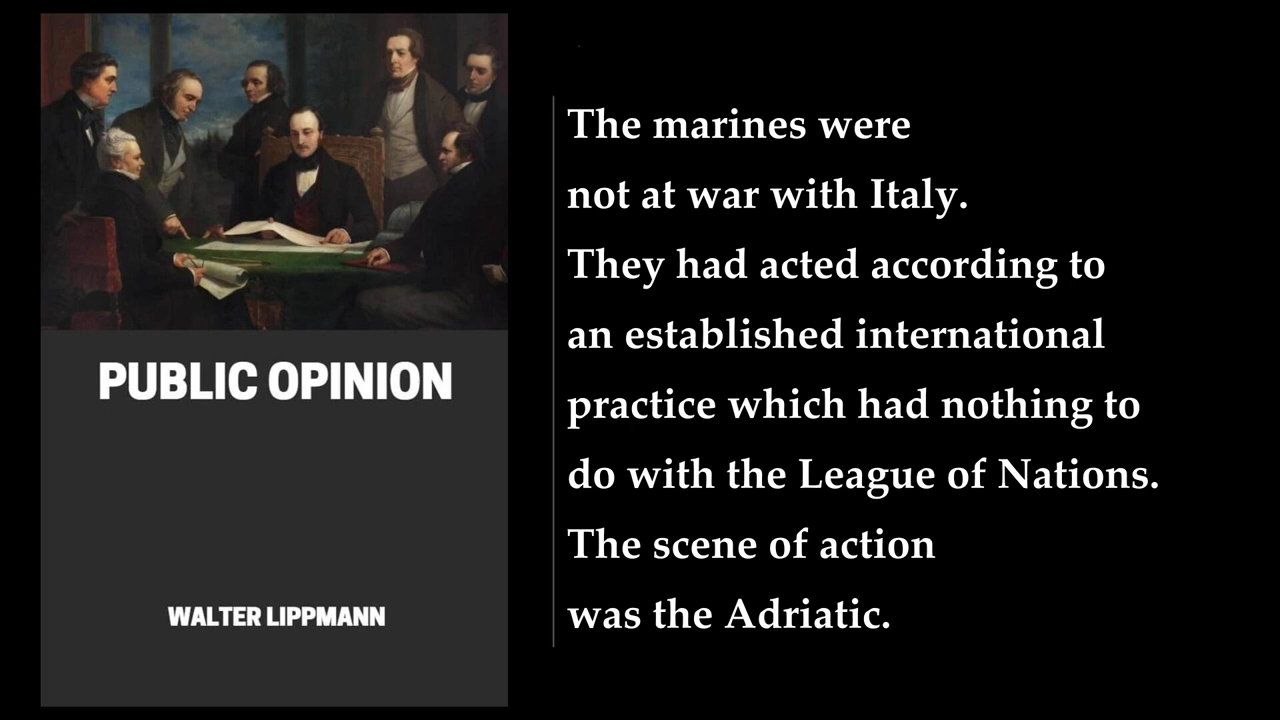 PUBLIC OPINION
WALTER LIPPMANN
The marines were
not at war with Italy.
They had acted according to
an established international
practice which had nothing to
do with the League of Nations.
The scene of action
was the Adriatic.